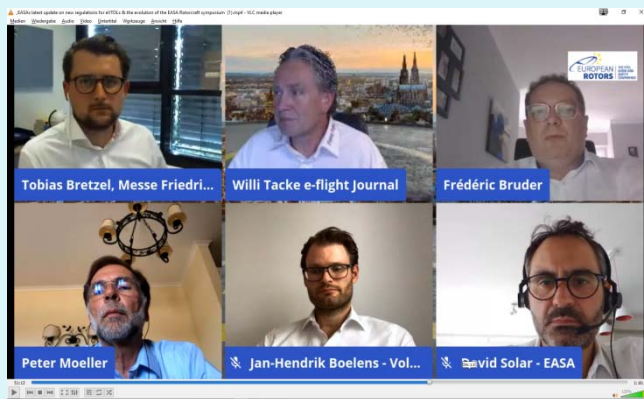 _EASAs latest update on new regulations for eVTOLs & the evolution of the EASA Rotorcraft symposium (1).mp4 - VLC media player
Medien Wiedergabe Audio Video Untertitel Werkzeuge Ansicht Hilfe
EUROPEAN
ROTORS
Tobias Bretzel, Messe Friedri...
Willi Tacke e-flight Journal
Frédéric Bruder
Peter Moeller
Jan-Hendrik Boelens - Vol...
David Solar - EASA